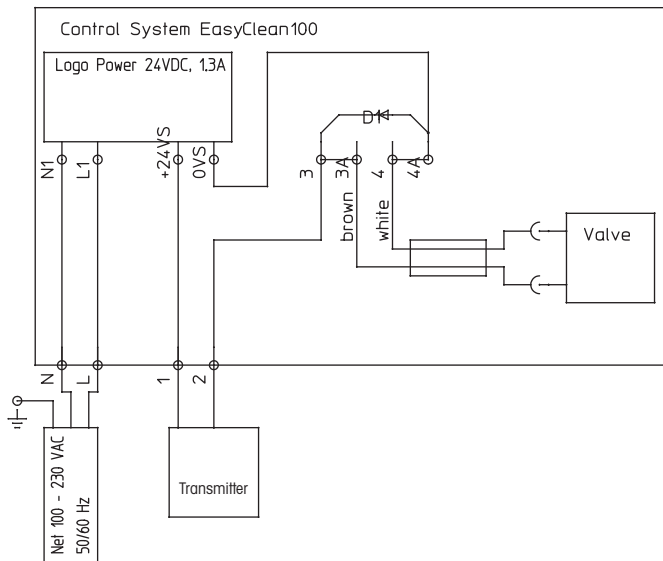 Control System EasyClean100
Logo Power 24VDC, 1.3A
N1
L1
+24VS
0VS
D1
3
3A
4
4A
brown
white
Valve
N
L
1
2
Net 100 - 230 VAC
50/60 Hz
Transmitter